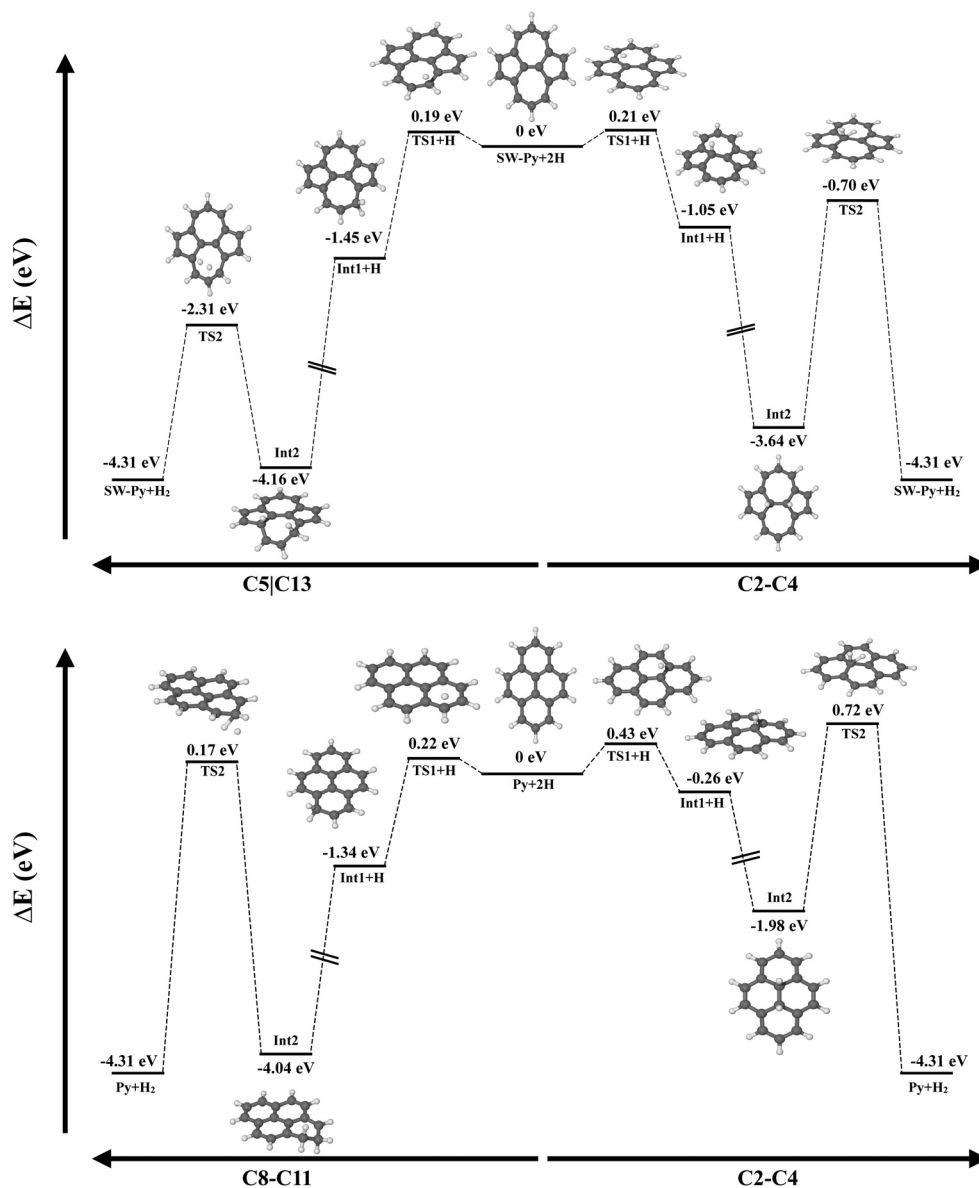 ΔE (eV)
0.19 eV
TS1+H
0 eV
SW-Py+2H
0.21 eV
TS1+H
-1.45 eV
Int1+H
-1.05 eV
Int1+H
-0.70 eV
TS2
-2.31 eV
TS2
-4.31 eV
SW-Py+H₂
Int2
-4.16 eV
Int2
-3.64 eV
-4.31 eV
SW-Py+H₂
C5|C13
C2-C4
ΔE (eV)
0.17 eV
TS2
0.22 eV
TS1+H
0 eV
Py+2H
0.43 eV
TS1+H
0.72 eV
TS2
-0.26 eV
Int1+H
-1.34 eV
Int1+H
Int2
-1.98 eV
-4.31 eV
Py+H₂
Int2
-4.04 eV
-4.31 eV
Py+H₂
C8-C11
C2-C4